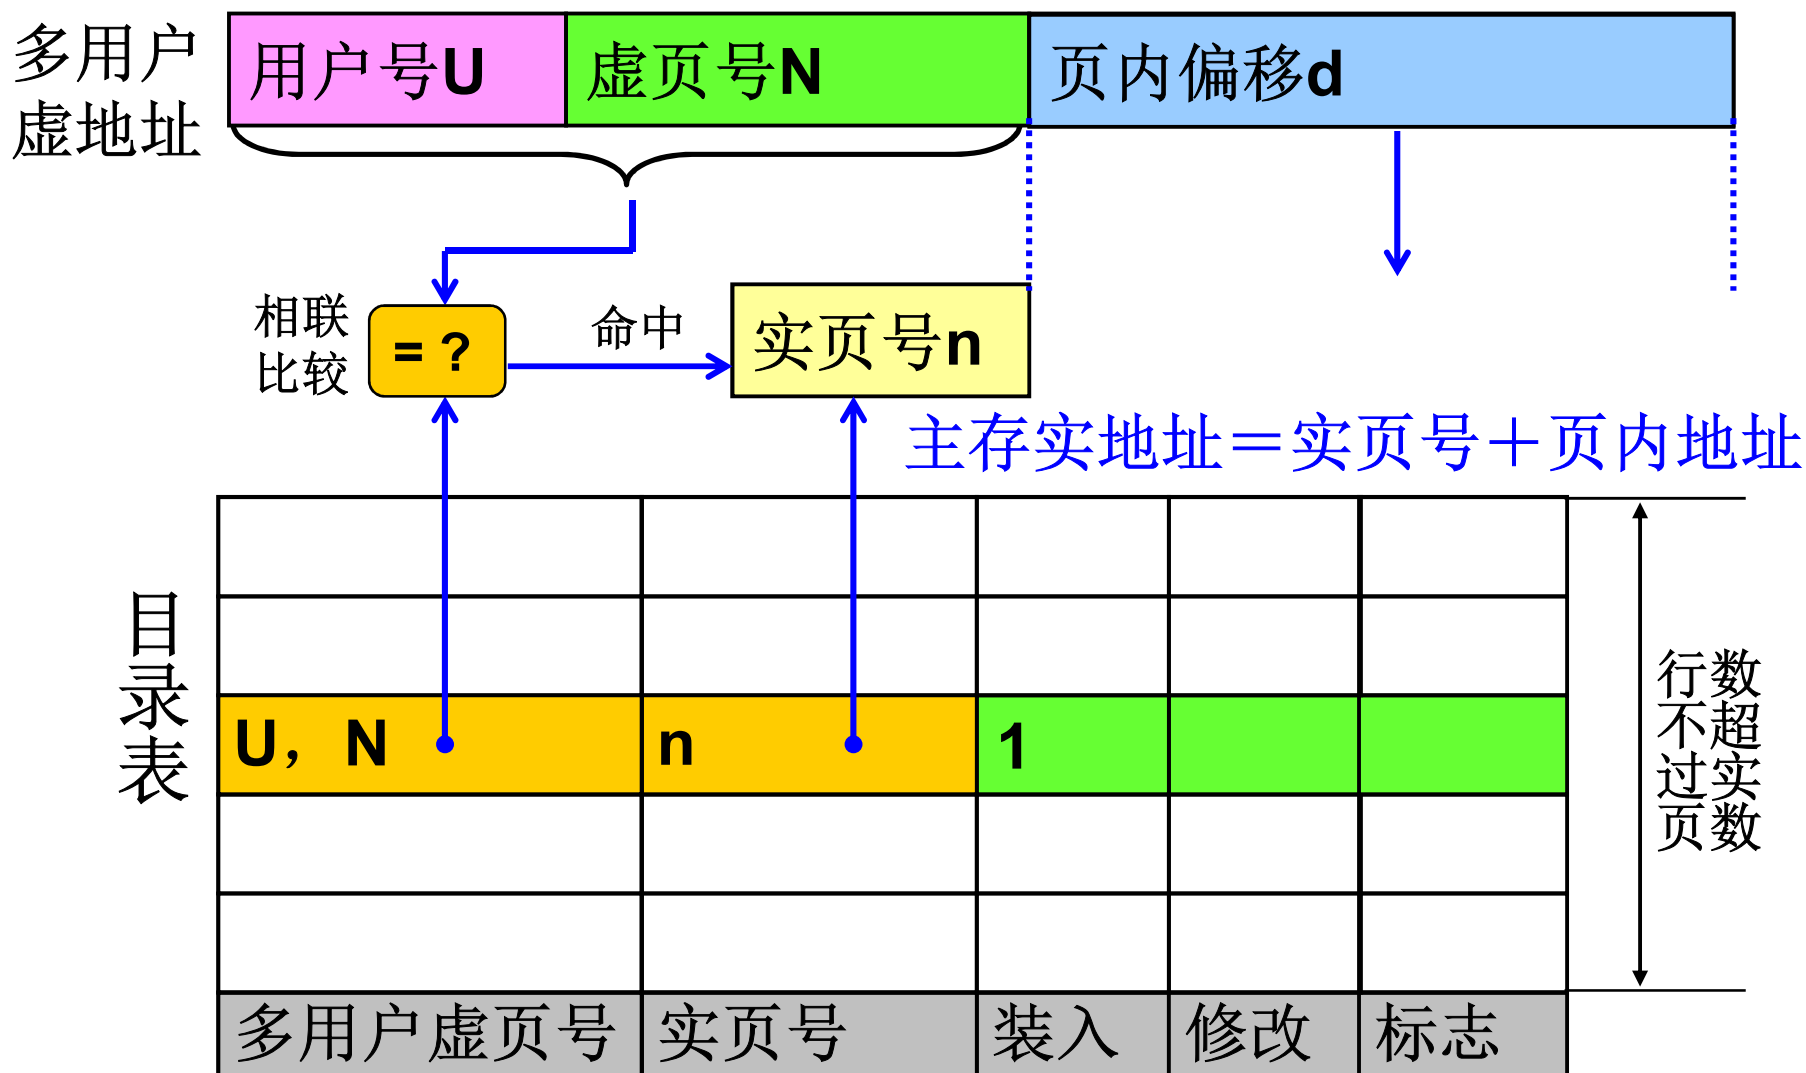 多用户
虚地址
用户号U
虚页号N
页内偏移d
相联
比较
= ?
命中
实页号n
主存实地址＝实页号＋页内地址
目录表
U，N
n
1
行数
不超
过实
页数
多用户虚页号
实页号
装入
修改
标志